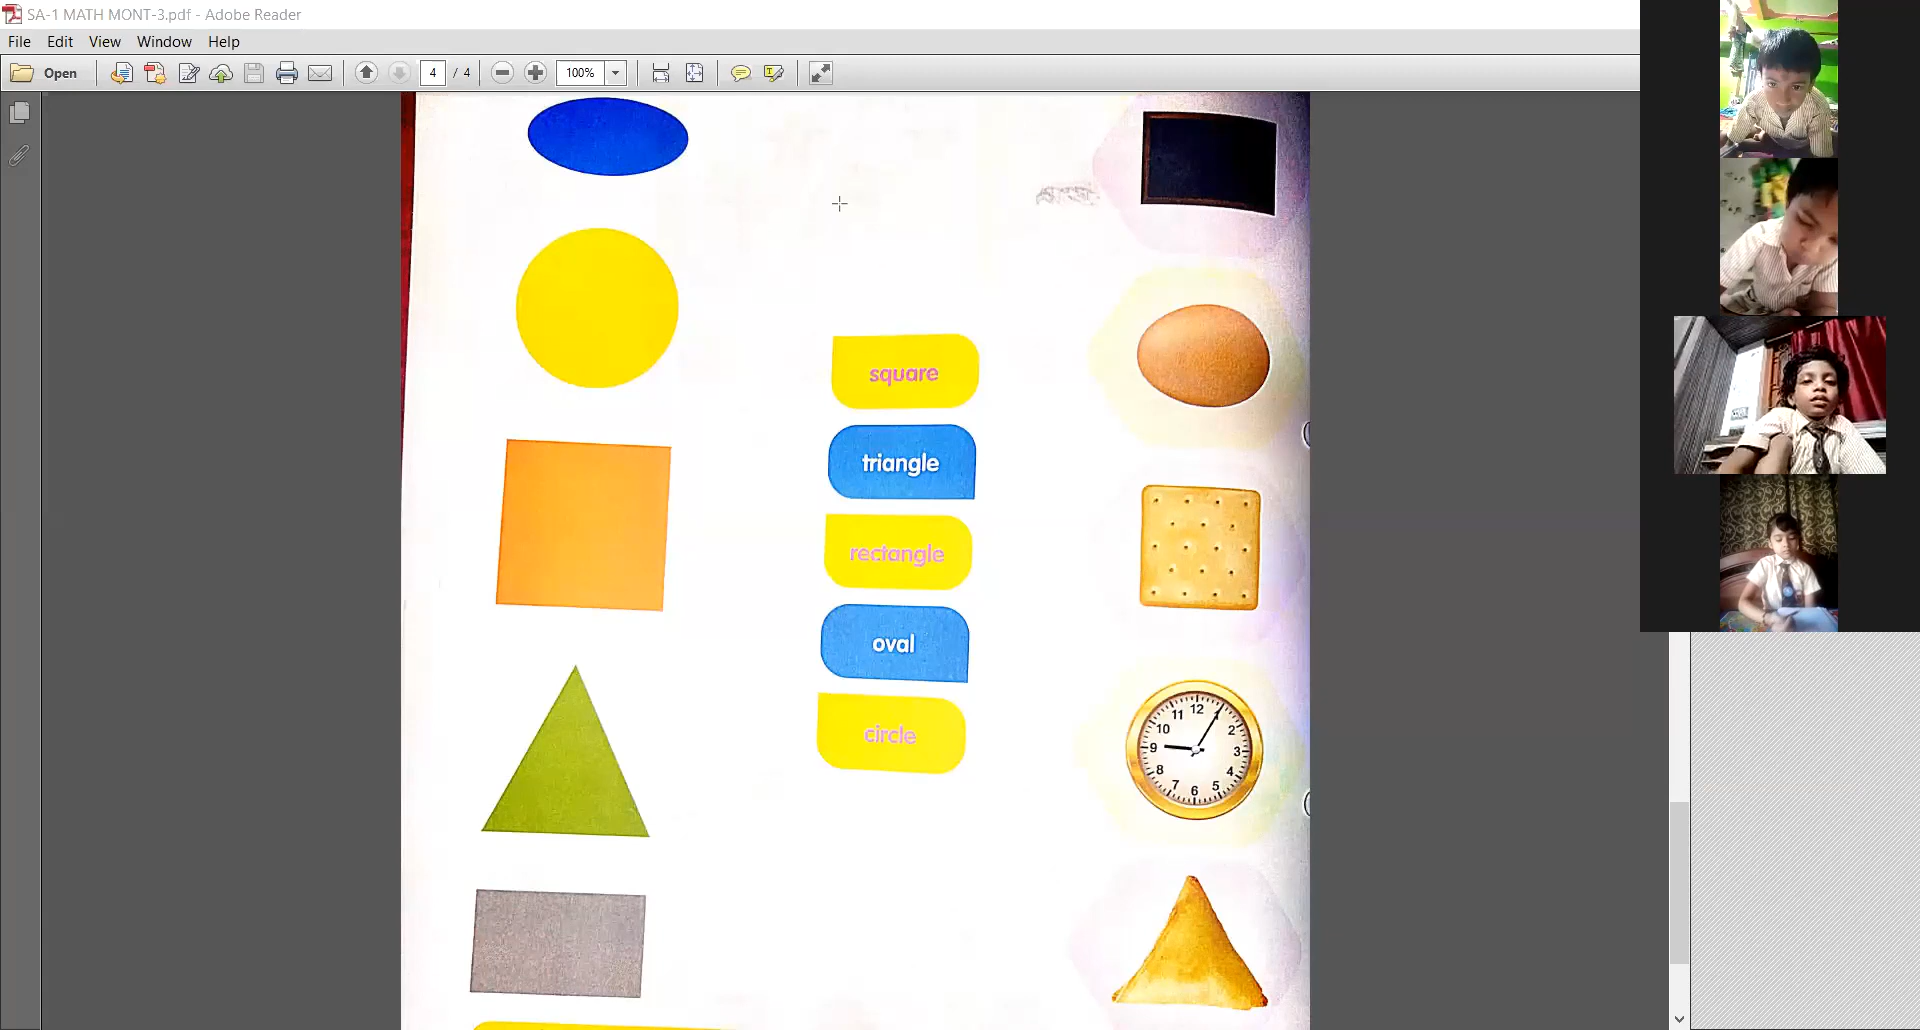 SA-1 MATH MONT-3.pdf - Adobe Reader
File Edit View Window Help
Open 4 / 4 100%
square
triangle
rectangle
oval
circle
12
11 1
10 2
9 3
8 4
7 5
6